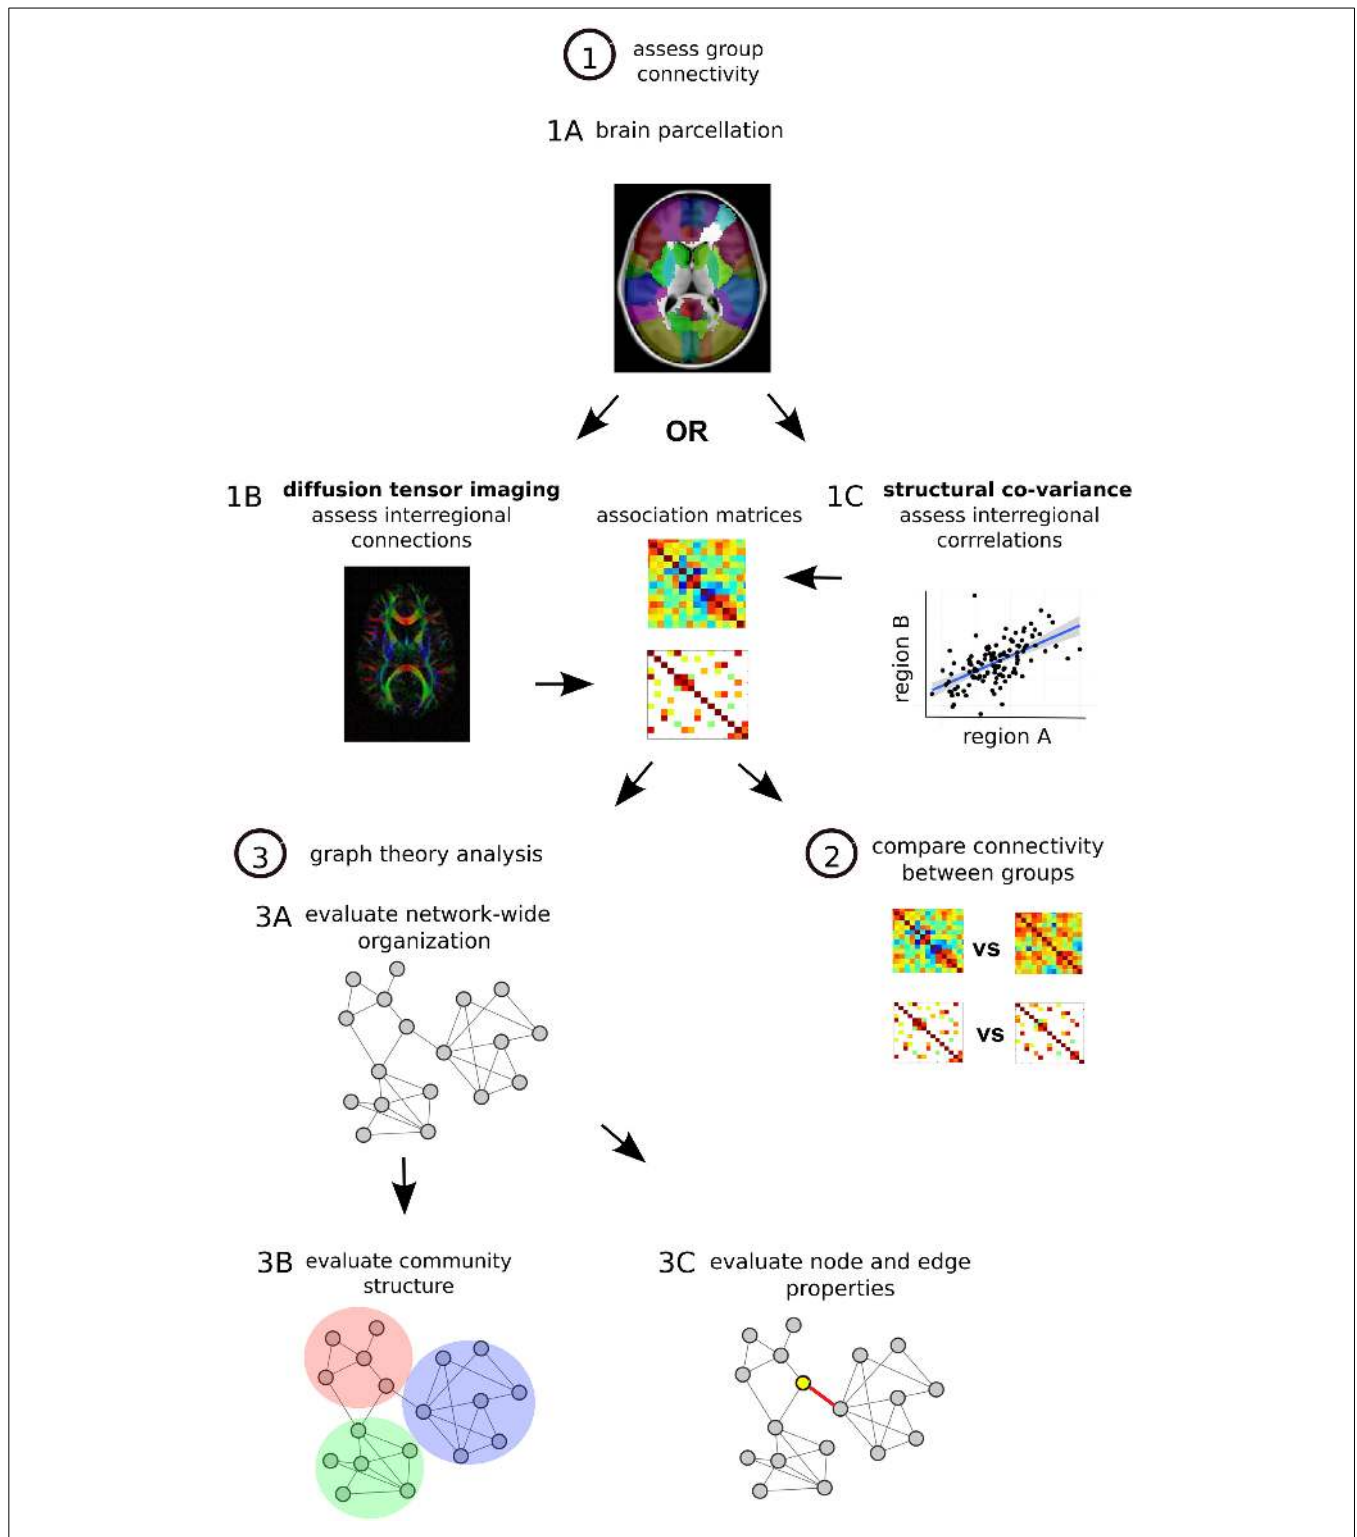 1
assess group
connectivity
1A brain parcellation
OR
1B diffusion tensor imaging
assess interregional
connections
association matrices
1C structural co-variance
assess interregional
corrrelations
region B
region A
3 graph theory analysis
2 compare connectivity
between groups
3A evaluate network-wide
organization
vs
vs
3B evaluate community
structure
3C evaluate node and edge
properties